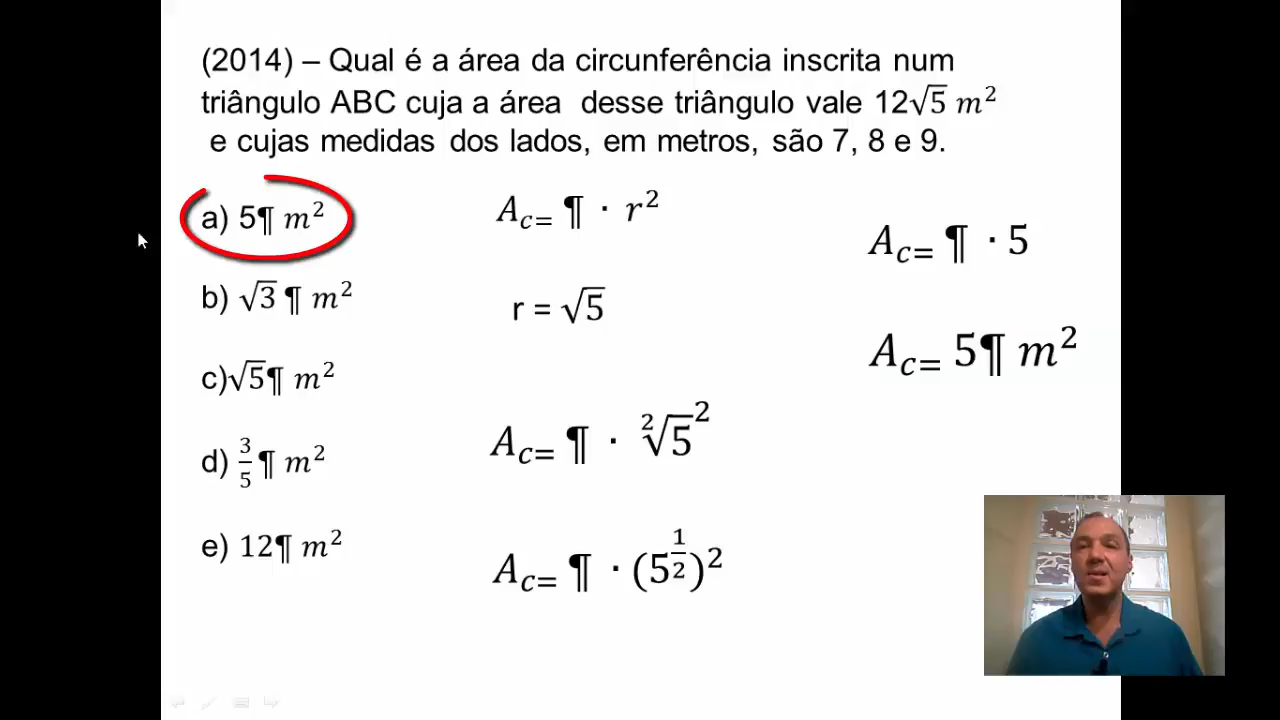 (2014) – Qual é a área da circunferência inscrita num
triângulo ABC cuja a área desse triângulo vale 12√5 m²
e cujas medidas dos lados, em metros, são 7, 8 e 9.
a) 5¶ m²
b) √3 ¶ m²
c)√5¶ m²
d) 3/5 ¶ m²
e) 12¶ m²
A_c= ¶ · r²
r = √5
A_c= ¶ · ²√5²
A_c= ¶ · (5^(1/2))²
A_c= ¶ · 5
A_c= 5¶ m²